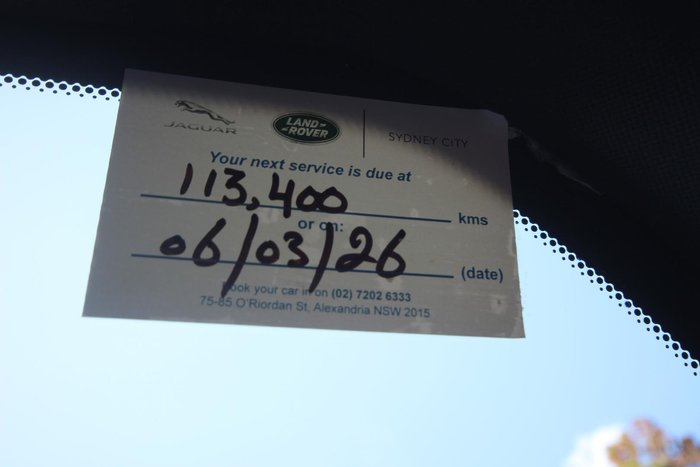 JAGUAR
LAND ROVER
SYDNEY CITY
Your next service is due at
113,400 kms
or on:
06/03/26 (date)
Book your car in on (02) 7202 6333
75-85 O'Riordan St, Alexandria NSW 2015